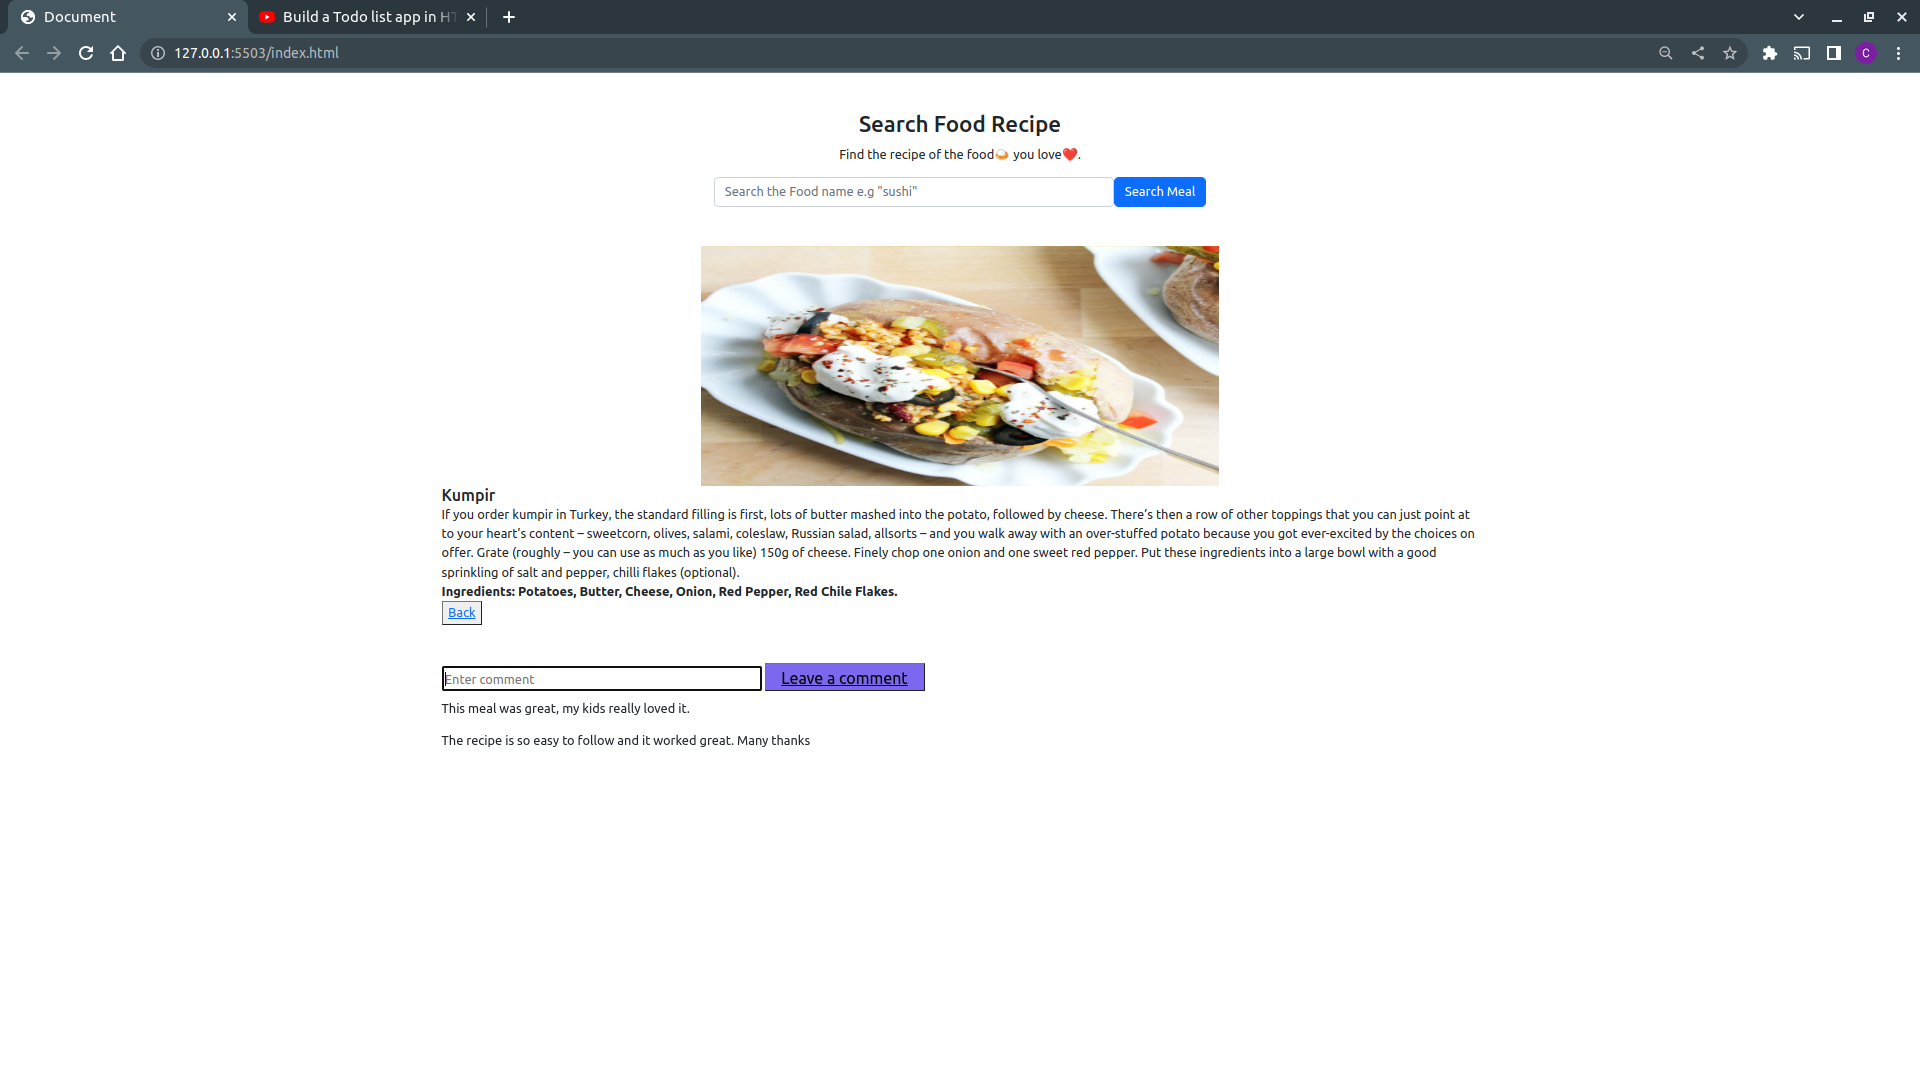 Document
Build a Todo list app in HT
127.0.0.1:5503/index.html
C
Search Food Recipe
Find the recipe of the food🍛 you love❤️.
Search the Food name e.g "sushi"
Search Meal
Kumpir
If you order kumpir in Turkey, the standard filling is first, lots of butter mashed into the potato, followed by cheese. There’s then a row of other toppings that you can just point at
to your heart’s content – sweetcorn, olives, salami, coleslaw, Russian salad, allsorts – and you walk away with an over-stuffed potato because you got ever-excited by the choices on
offer. Grate (roughly – you can use as much as you like) 150g of cheese. Finely chop one onion and one sweet red pepper. Put these ingredients into a large bowl with a good
sprinkling of salt and pepper, chilli flakes (optional).
Ingredients: Potatoes, Butter, Cheese, Onion, Red Pepper, Red Chile Flakes.
Back
Enter comment
Leave a comment
This meal was great, my kids really loved it.
The recipe is so easy to follow and it worked great. Many thanks